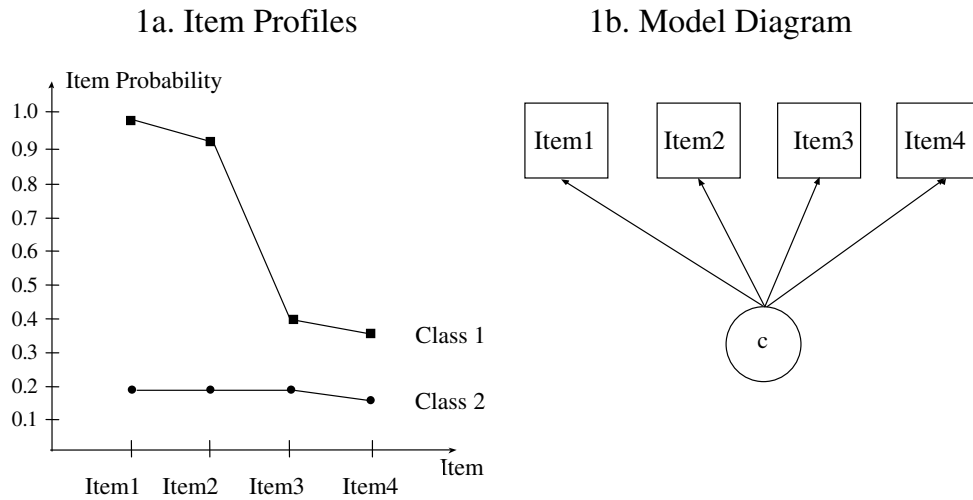 1a. Item Profiles
Item Probability
1.0
0.9
0.8
0.7
0.6
0.5
0.4
0.3
0.2
0.1
Class 1
Class 2
Item
Item1 Item2 Item3 Item4
1b. Model Diagram
Item1 Item2 Item3 Item4
c